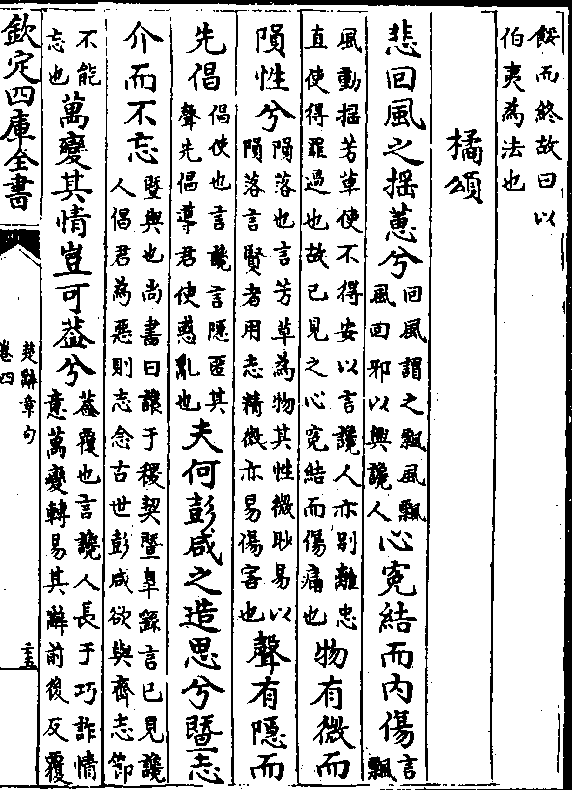 餒而終故曰以
伯夷為法也
橘頌
悲回風之揺蕙兮回風謂之飄風飄
風回邪以興讒人心寃結而内傷言飄
風動揺芳草使不得安以言讒人亦别離忠
直使得罪過也故已見之心寃結而傷痛也物有微而
隕性兮隕落也言芳草為物其性微眇易以
隕落言賢者用志精微亦易傷害也聲有隠而
先倡倡使也言讒言隠匿其
聲先倡導君使惑亂也夫何彭咸之造思兮暨志
介而不忘暨與也尚書曰讓于稷契暨臯繇言已見讒
人倡君為惡則志念古世彭咸欲與齊志節
不能
忘也萬變其情豈可葢兮葢覆也言讒人長于巧詐情
意萬變轉易其辭前後反覆
欽定四庫全書
楚辭章句
卷四